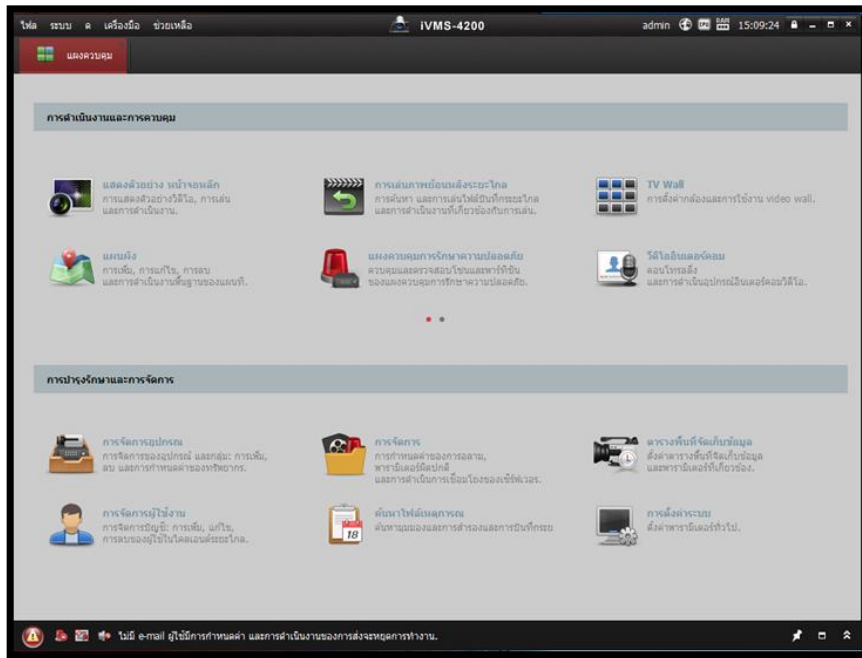 ไฟล ระบบ ด เครื่องมือ ช่วยเหลือ iVMS-4200 admin 15:09:24
แผงควบคุม
การดำเนินงานและการควบคุม
แสดงตัวอย่าง หน้าจอหลัก
การแสดงตัวอย่างวิดีโอ, การเล่น
และการดำเนินงาน.
การเล่นภาพย้อนหลังระยะไกล
การค้นหา และการเล่นไฟล์บันทึกระยะไกล
และการดำเนินงานที่เกี่ยวข้องกับการเล่น.
TV Wall
การตั้งค่ากล้องและการใช้งาน video wall.
แผนผัง
การเพิ่ม, การแก้ไข, การลบ
และการดำเนินงานพื้นฐานของแผนที่.
แผงควบคุมการรักษาความปลอดภัย
ควบคุมและตรวจสอบโซนและพาร์ทิชัน
ของแผงควบคุมการรักษาความปลอดภัย.
วีดีโออินเตอร์คอม
คอนโทรลลิ่ง
และการดำเนินอุปกรณ์อินเตอร์คอมวิดีโอ.
การบำรุงรักษาและการจัดการ
การจัดการอุปกรณ
การจัดการของอุปกรณ์ และกลุ่ม: การเพิ่ม,
ลบ และการกำหนดค่าของทรัพยากร.
การจัดการ
การกำหนดค่าของการอลาม,
พารามิเตอร์ผิดปกติ
และการดำเนินการเชื่อมโยงของเซิร์ฟเวอร.
ตารางพื้นที่จัดเก็บข้อมูล
ตั้งค่าตารางพื้นที่จัดเก็บข้อมูล
และพารามิเตอร์ที่เกี่ยวข้อง.
การจัดการผู้ใช้งาน
การจัดการบัญชี: การเพิ่ม, แก้ไข,
การลบของผู้ใช้ในไคลเอนต์ระยะไกล.
ค้นหาไฟล์เหตุการณ
ค้นหามุมมองและการสำรองและการบันทึกระย
18
การตั้งค่าระบบ
ตั้งค่าพารามิเตอร์ทั่วไป.
ไม่มี e-mail ผู้ใช้มีการกำหนดค่า และการดำเนินงานของการส่งจะหยุดการทำงาน.